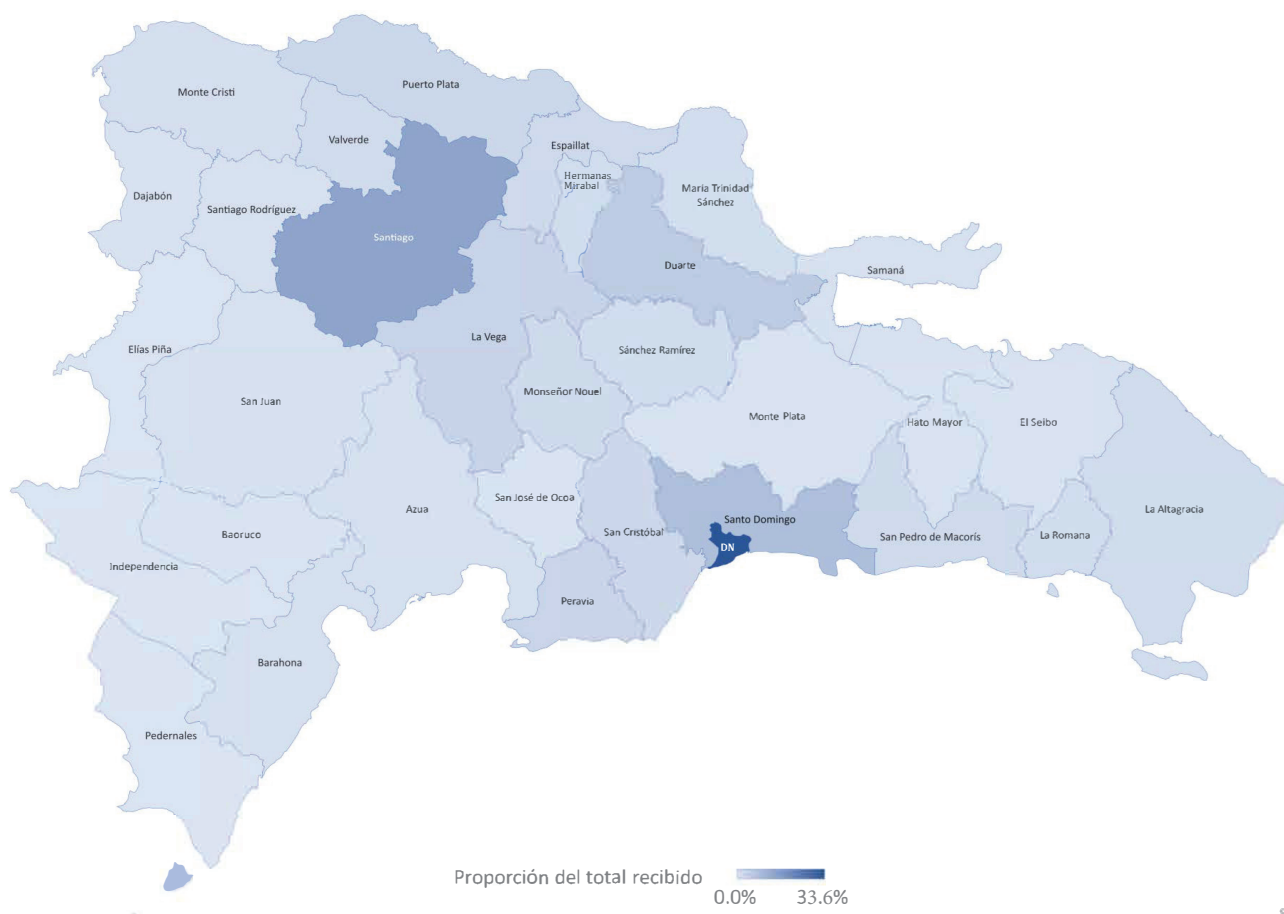 Puerto Plata
Monte Cristi
Valverde
Espaillat
Hermanas
Mirabal
Maria Trinidad
Sánchez
Dajabón
Santiago Rodríguez
Santiago
Duarte
Samaná
La Vega
Elías Piña
Sánchez Ramírez
Monseñor Nouel
San Juan
Monte Plata
Hato Mayor
El Seibo
San José de Ocoa
Azua
La Altagracia
Santo Domingo
San Cristóbal
San Pedro de Macorís
La Romana
Baoruco
DN
Independencia
Peravia
Barahona
Pedernales
Proporción del total recibido
0.0% 33.6%